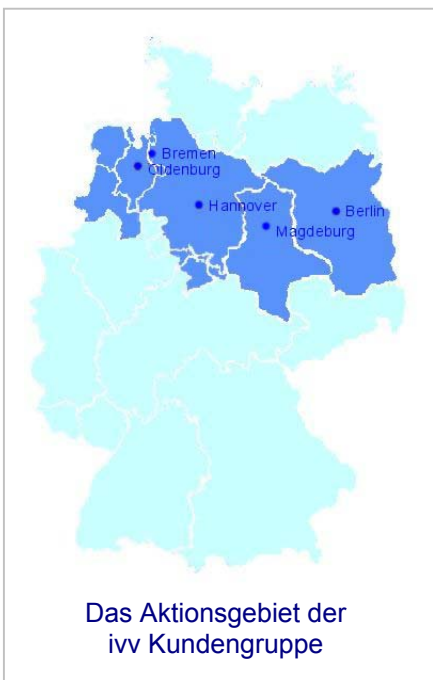 Bremen
Oldenburg
Hannover
Berlin
Magdeburg
Das Aktionsgebiet der
ivv Kundengruppe